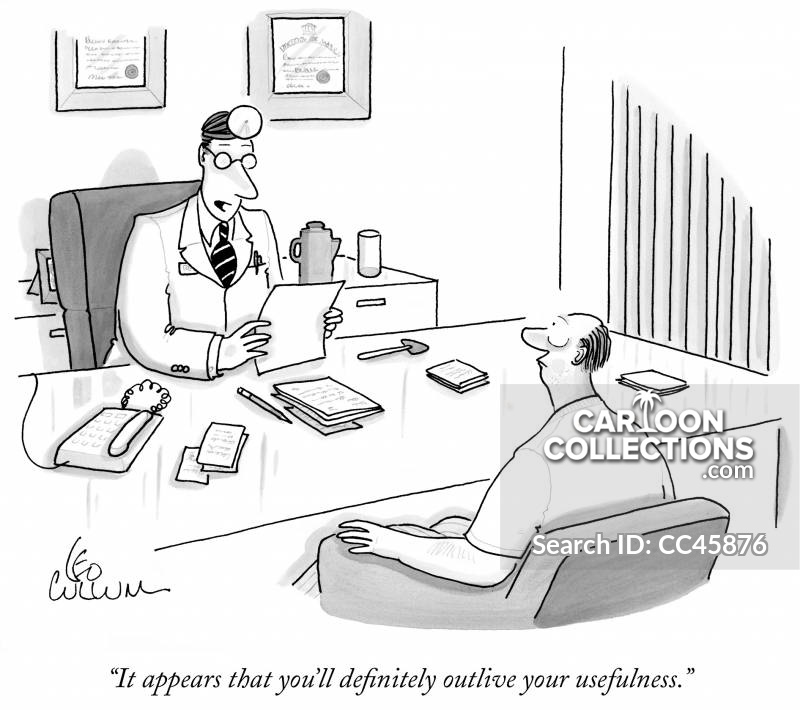 LEO
CULLUM
CARTOON
COLLECTIONS
.com
Search ID: CC45876
“It appears that you’ll definitely outlive your usefulness.”